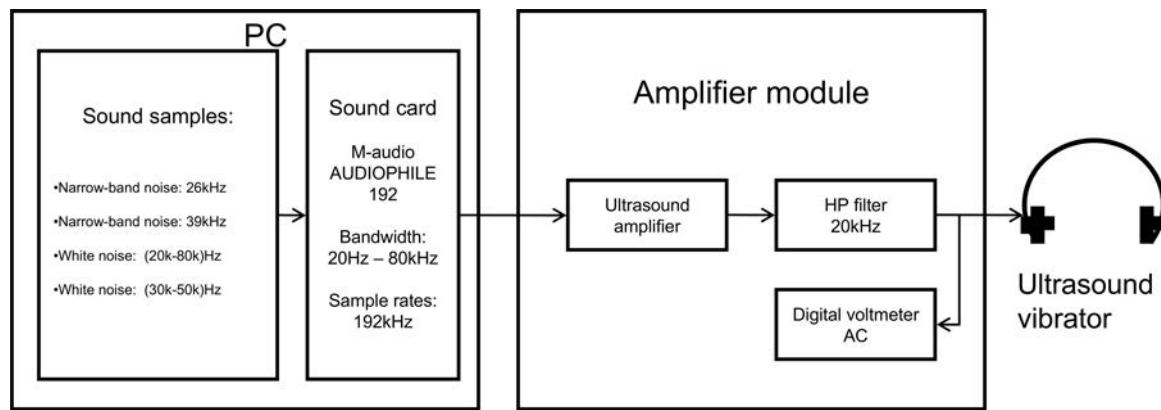 PC
Sound samples:
•Narrow-band noise: 26kHz
•Narrow-band noise: 39kHz
•White noise: (20k-80k)Hz
•White noise: (30k-50k)Hz
Sound card
M-audio
AUDIOPHILE
192
Bandwidth:
20Hz – 80kHz
Sample rates:
192kHz
Amplifier module
Ultrasound
amplifier
HP filter
20kHz
Digital voltmeter
AC
Ultrasound
vibrator